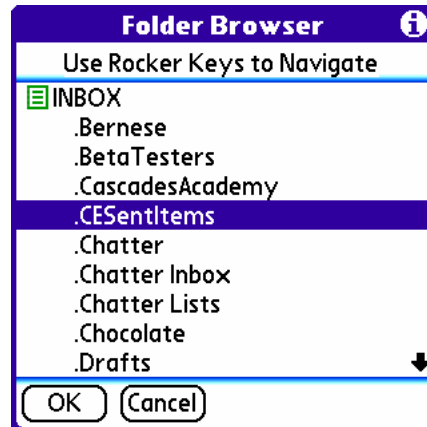 Folder Browser i
Use Rocker Keys to Navigate
INBOX
.Bernese
.BetaTesters
.CascadesAcademy
.CESentItems
.Chatter
.Chatter Inbox
.Chatter Lists
.Chocolate
.Drafts
OK Cancel